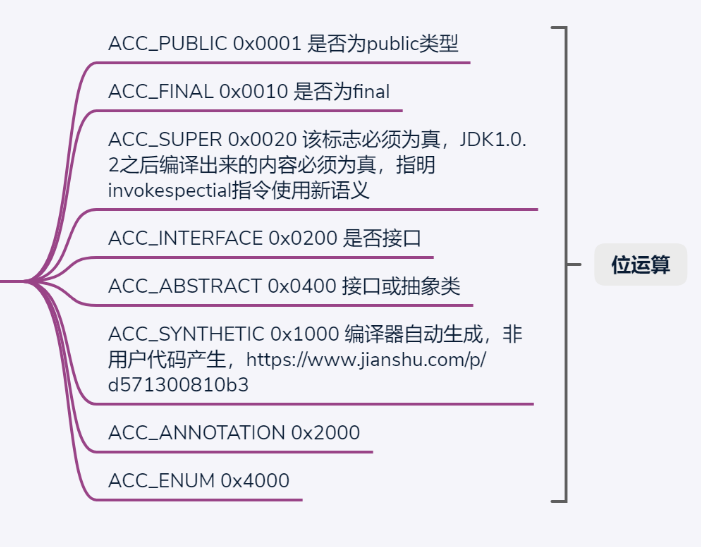 ACC_PUBLIC 0x0001 是否为public类型
ACC_FINAL 0x0010 是否为final
ACC_SUPER 0x0020 该标志必须为真，JDK1.0.
2之后编译出来的内容必须为真，指明
invokespectial指令使用新语义
ACC_INTERFACE 0x0200 是否接口
位运算
ACC_ABSTRACT 0x0400 接口或抽象类
ACC_SYNTHETIC 0x1000 编译器自动生成，非
用户代码产生，https://www.jianshu.com/p/
d571300810b3
ACC_ANNOTATION 0x2000
ACC_ENUM 0x4000